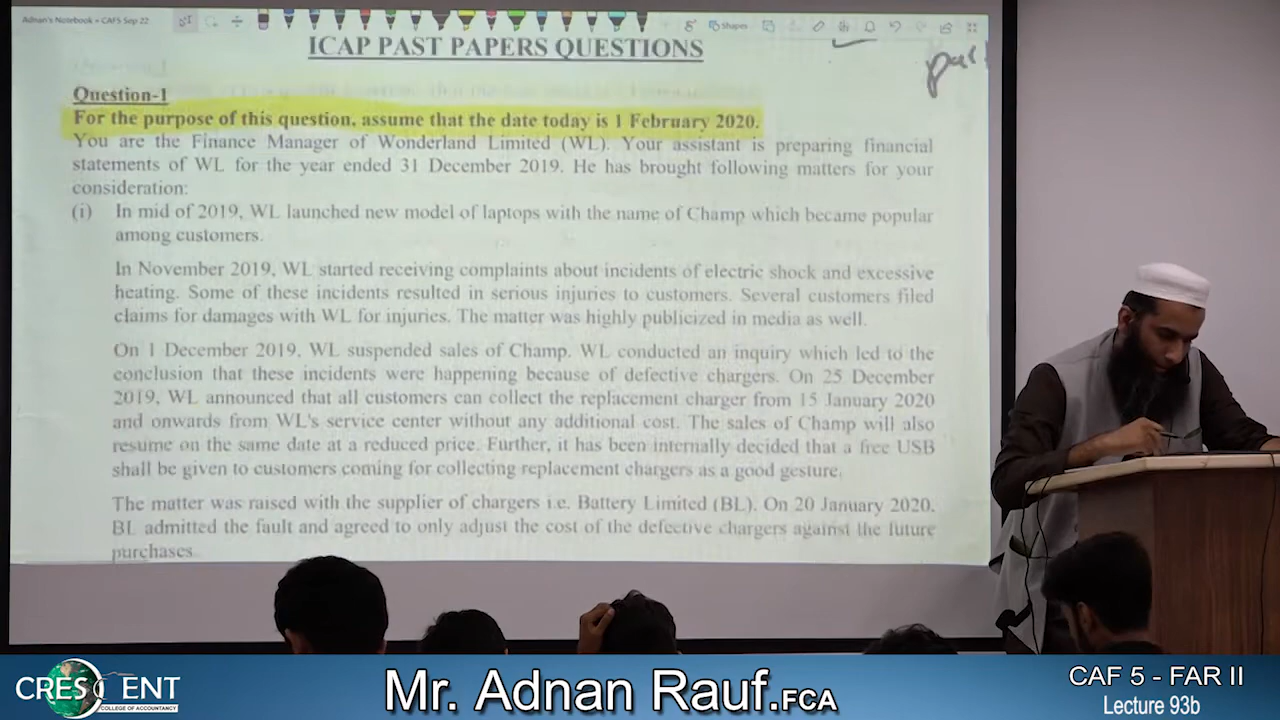 Adnan's Notebook » CAF5 Sep 22
Shapes
ICAP PAST PAPERS QUESTIONS
Question-1
For the purpose of this question, assume that the date today is 1 February 2020.
You are the Finance Manager of Wonderland Limited (WL). Your assistant is preparing financial
statements of WL for the year ended 31 December 2019. He has brought following matters for your
consideration:
(i) In mid of 2019, WL launched new model of laptops with the name of Champ which became popular
among customers.
In November 2019, WL started receiving complaints about incidents of electric shock and excessive
heating. Some of these incidents resulted in serious injuries to customers. Several customers filed
claims for damages with WL for injuries. The matter was highly publicized in media as well.
On 1 December 2019, WL suspended sales of Champ. WL conducted an inquiry which led to the
conclusion that these incidents were happening because of defective chargers. On 25 December
2019, WL announced that all customers can collect the replacement charger from 15 January 2020
and onwards from WL's service center without any additional cost. The sales of Champ will also
resume on the same date at a reduced price. Further, it has been internally decided that a free USB
shall be given to customers coming for collecting replacement chargers as a good gesture.
The matter was raised with the supplier of chargers i.e. Battery Limited (BL). On 20 January 2020,
BL admitted the fault and agreed to only adjust the cost of the defective chargers against the future
purchases.
CRESCENT
COLLEGE OF ACCOUNTANCY
Mr. Adnan Rauf.FCA
CAF 5 - FAR II
Lecture 93b